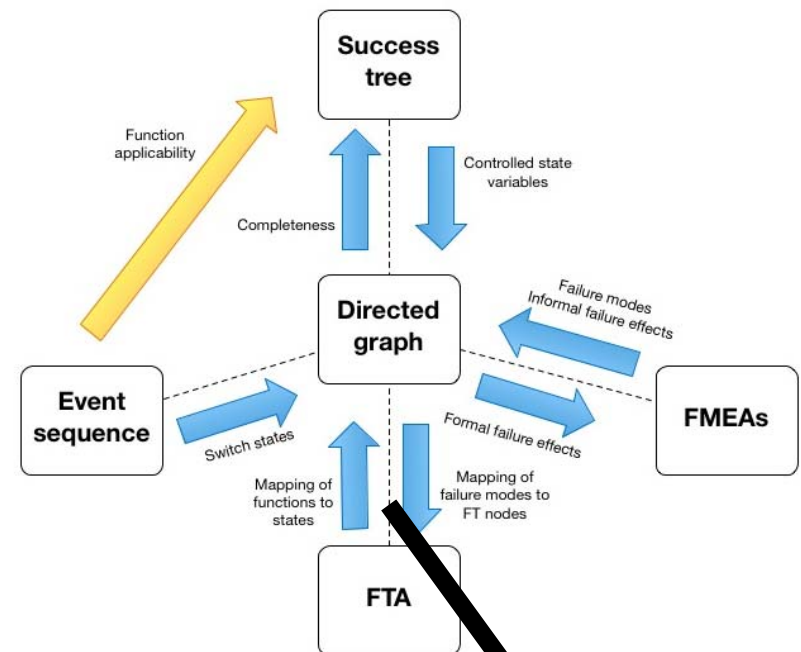 Success
tree
Function
applicability
Controlled state
variables
Completeness
Directed
graph
Failure modes
Informal failure effects
Event
sequence
FMEAs
Switch states
Formal failure effects
Mapping of
functions to
states
Mapping of
failure modes to
FT nodes
FTA